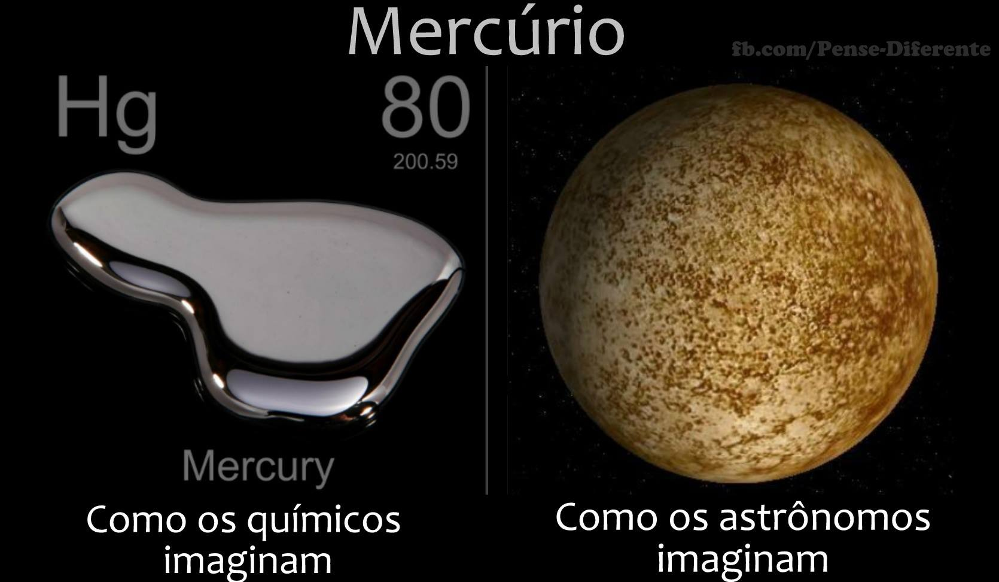 Mercúrio
fb.com/Pense-Diferente
Hg
80
200.59
Mercury
Como os químicos
imaginam
Como os astrônomos
imaginam